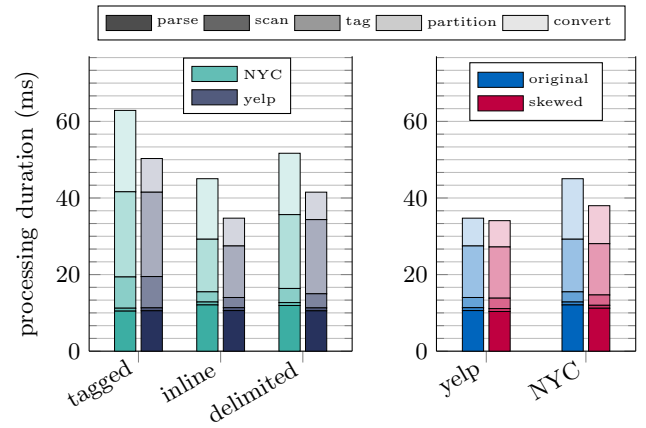 parse scan tag partition convert
NYC
yelp
original
skewed
processing duration (ms)
60
40
20
0
60
40
20
0
tagged inline delimited
yelp NYC